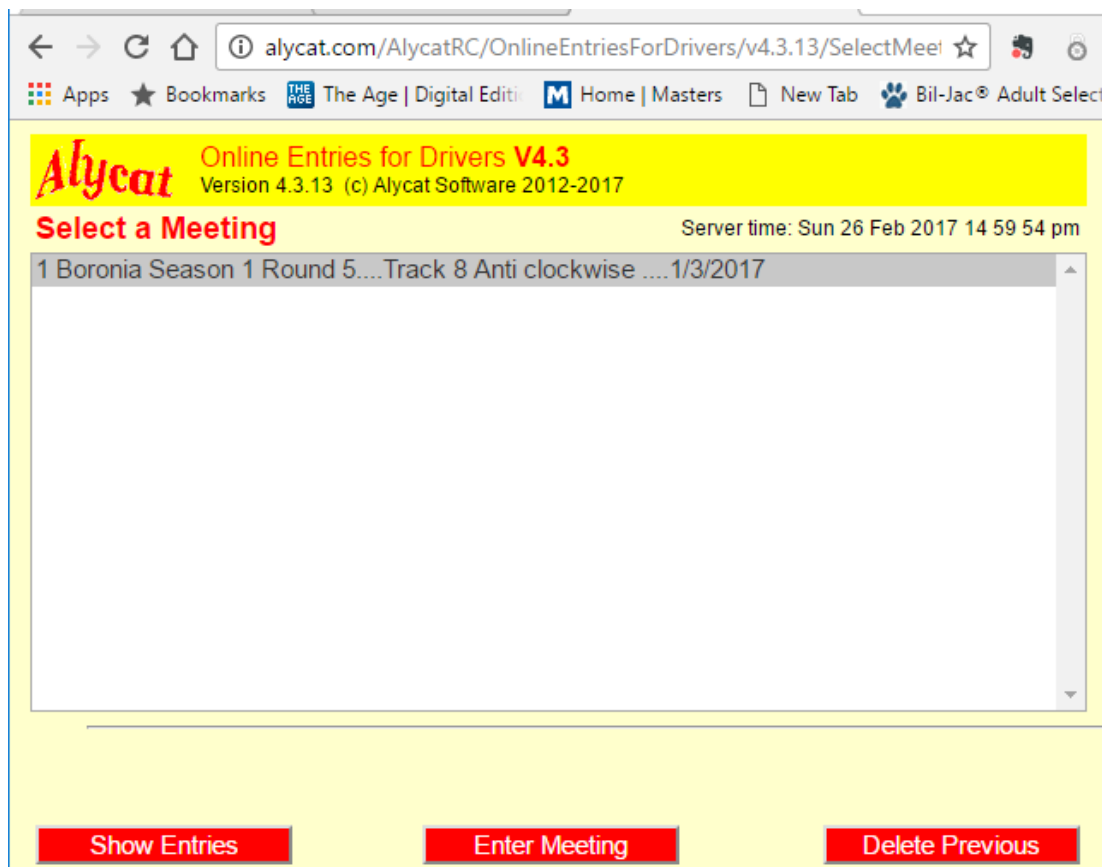 alycat.com/AlycatRC/OnlineEntriesForDrivers/v4.3.13/SelectMeet
Apps Bookmarks THE AGE The Age | Digital Editi M Home | Masters New Tab Bil-Jac® Adult Select
Alycat Online Entries for Drivers V4.3
Version 4.3.13 (c) Alycat Software 2012-2017
Select a Meeting Server time: Sun 26 Feb 2017 14 59 54 pm
1 Boronia Season 1 Round 5....Track 8 Anti clockwise ....1/3/2017
Show Entries Enter Meeting Delete Previous